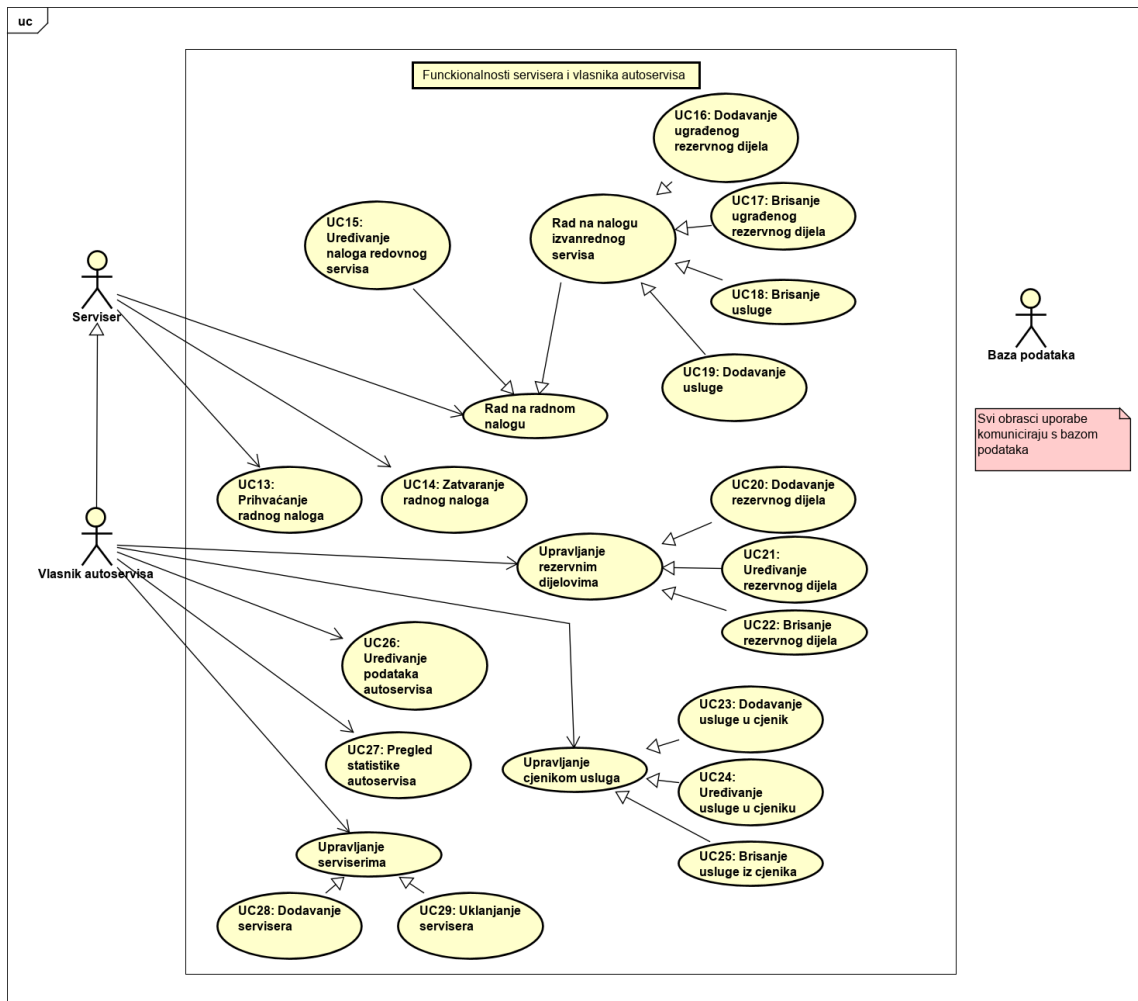 uc
Funckionalnosti servisera i vlasnika autoservisa
UC16: Dodavanje
ugrađenog
rezervnog dijela
UC17: Brisanje
ugrađenog
rezervnog dijela
UC15:
Uređivanje
naloga redovnog
servisa
Rad na nalogu
izvanrednog
servisa
UC18: Brisanje
usluge
Serviser
Baza podataka
UC19: Dodavanje
usluge
Rad na radnom
nalogu
Svi obrasci uporabe
komuniciraju s bazom
podataka
UC13:
Prihvaćanje
radnog naloga
UC14: Zatvaranje
radnog naloga
UC20: Dodavanje
rezervnog dijela
Vlasnik autoservisa
Upravljanje
rezervnim
dijelovima
UC21:
Uređivanje
rezervnog dijela
UC22: Brisanje
rezervnog dijela
UC26:
Uređivanje
podataka
autoservisa
UC23: Dodavanje
usluge u cjenik
UC27: Pregled
statistike
autoservisa
Upravljanje
cjenikom usluga
UC24:
Uređivanje
usluge u cjeniku
UC25: Brisanje
usluge iz cjenika
Upravljanje
serviserima
UC28: Dodavanje
servisera
UC29: Uklanjanje
servisera